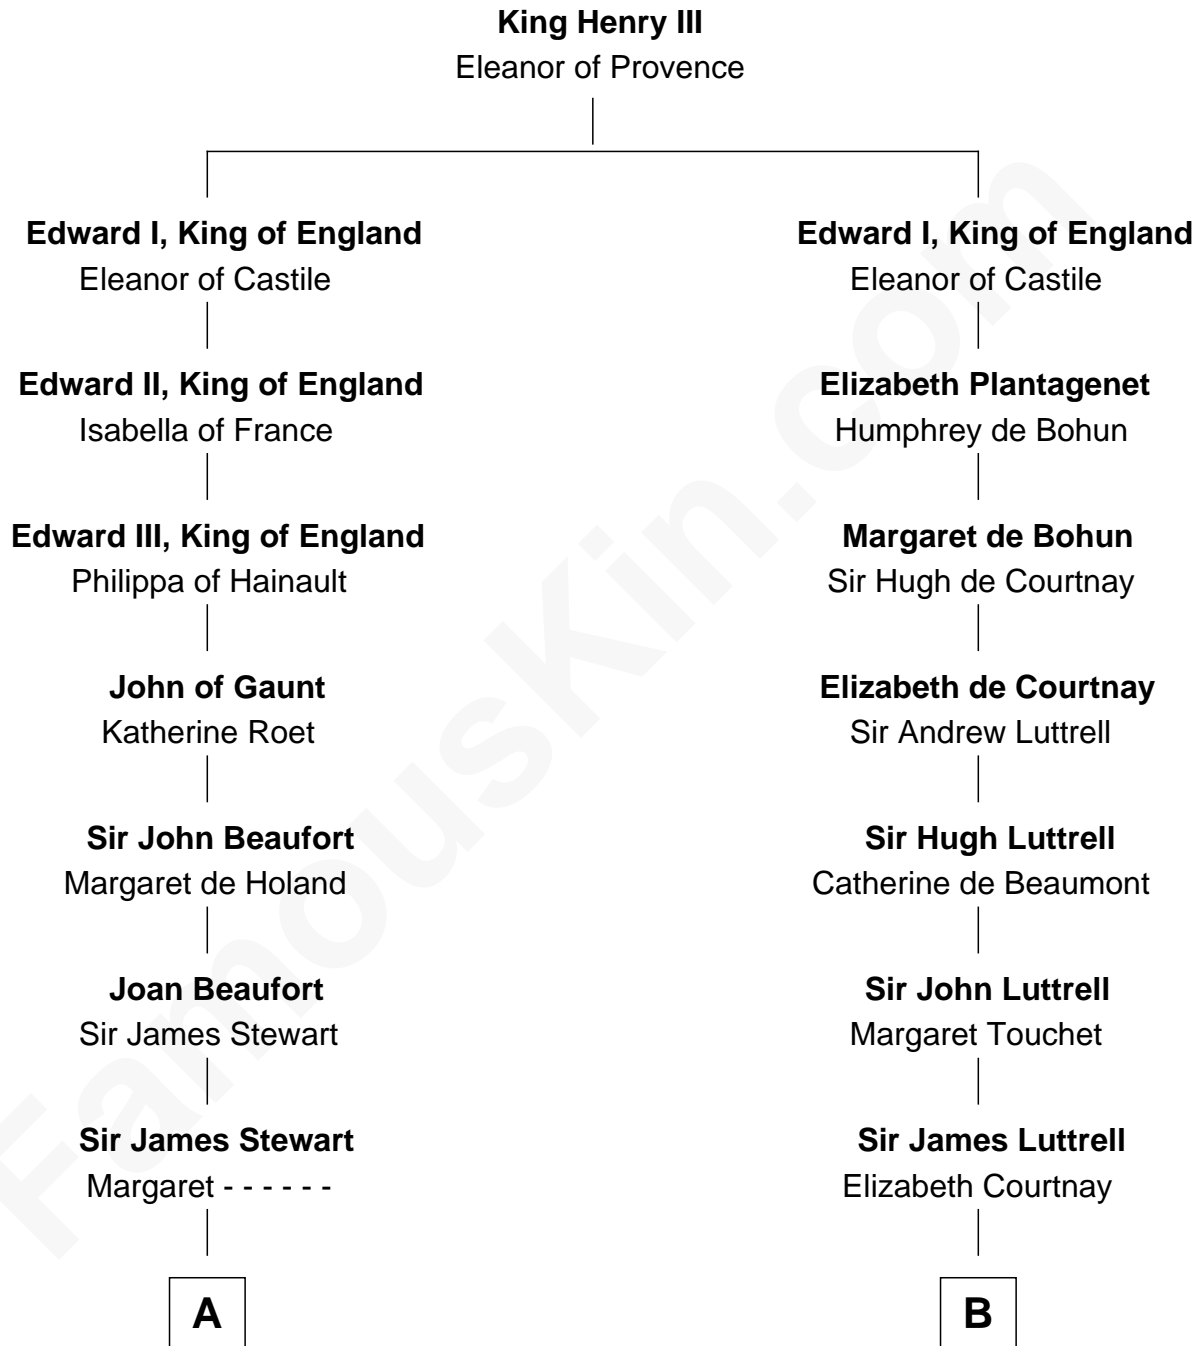 King Henry III
Eleanor of Provence
Edward I, King of England
Eleanor of Castile
Edward II, King of England
Isabella of France
Edward III, King of England
Philippa of Hainault
John of Gaunt
Katherine Roet
Sir John Beaufort
Margaret de Holand
Joan Beaufort
Sir James Stewart
Sir James Stewart
Margaret - - - - - -
A
Edward I, King of England
Eleanor of Castile
Elizabeth Plantagenet
Humphrey de Bohun
Margaret de Bohun
Sir Hugh de Courtnay
Elizabeth de Courtnay
Sir Andrew Luttrell
Sir Hugh Luttrell
Catherine de Beaumont
Sir John Luttrell
Margaret Touchet
Sir James Luttrell
Elizabeth Courtnay
B
FamousKin.com